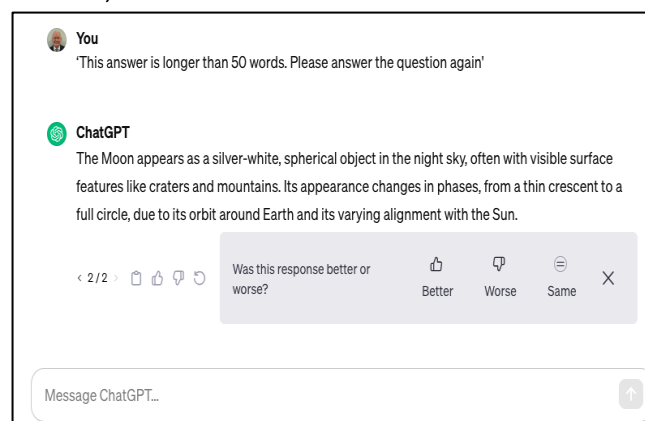 You
‘This answer is longer than 50 words. Please answer the question again'
ChatGPT
The Moon appears as a silver-white, spherical object in the night sky, often with visible surface
features like craters and mountains. Its appearance changes in phases, from a thin crescent to a
full circle, due to its orbit around Earth and its varying alignment with the Sun.
< 2/2 >
Was this response better or
worse?
Better
Worse
Same
Message ChatGPT...